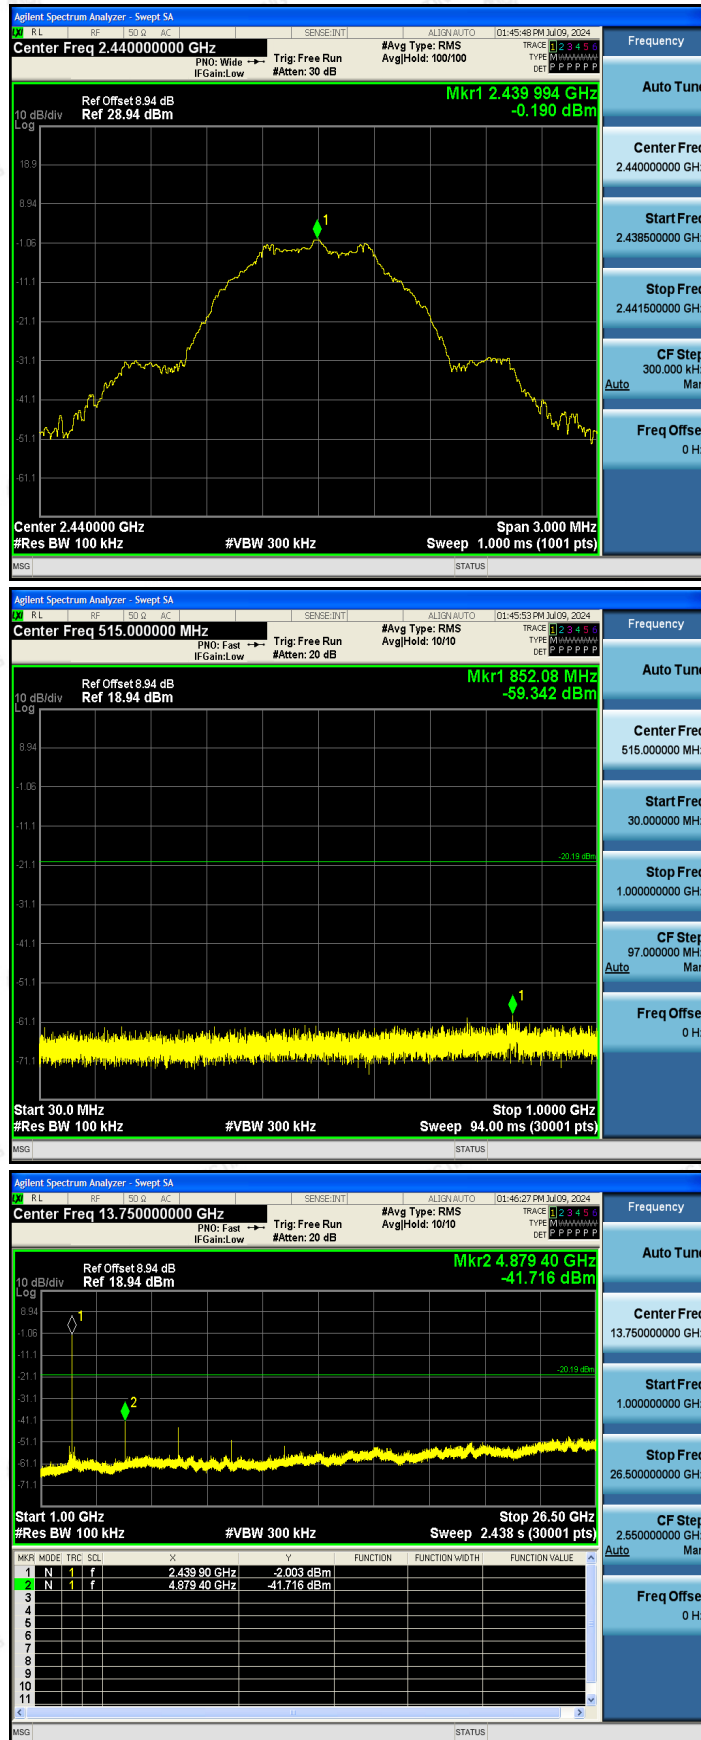 Agilent Spectrum Analyzer - Swept SA
LXI RL RF 50 Ω AC SENSE:INT ALIGN AUTO 01:45:48 PM Jul 09, 2024
Center Freq 2.440000000 GHz
PNO: Wide
IFGain:Low
Trig: Free Run
#Atten: 30 dB
#Avg Type: RMS
Avg|Hold: 100/100
TRACE 1 2 3 4 5 6
TYPE M
DET P P P P P P
Frequency
Auto Tune
Center Freq
2.440000000 GHz
Start Freq
2.438500000 GHz
Stop Freq
2.441500000 GHz
CF Step
300.000 kHz
Auto Man
Freq Offset
0 Hz
Mkr1 2.439 994 GHz
-0.190 dBm
Ref Offset 8.94 dB
10 dB/div Ref 28.94 dBm
Log
18.9
8.94
-1.06
-11.1
-21.1
-31.1
-41.1
-51.1
-61.1
1
Center 2.440000 GHz Span 3.000 MHz
#Res BW 100 kHz #VBW 300 kHz Sweep 1.000 ms (1001 pts)
MSG STATUS
Agilent Spectrum Analyzer - Swept SA
LXI RL RF 50 Ω AC SENSE:INT ALIGN AUTO 01:45:53 PM Jul 09, 2024
Center Freq 515.000000 MHz
PNO: Fast
IFGain:Low
Trig: Free Run
#Atten: 20 dB
#Avg Type: RMS
Avg|Hold: 10/10
TRACE 1 2 3 4 5 6
TYPE M
DET P P P P P P
Frequency
Auto Tune
Center Freq
515.000000 MHz
Start Freq
30.000000 MHz
Stop Freq
1.000000000 GHz
CF Step
97.000000 MHz
Auto Man
Freq Offset
0 Hz
Mkr1 852.08 MHz
-59.342 dBm
Ref Offset 8.94 dB
10 dB/div Ref 18.94 dBm
Log
8.94
-1.06
-11.1
-21.1
-31.1
-41.1
-51.1
-61.1
-71.1
-20.19 dBm
1
Start 30.0 MHz Stop 1.0000 GHz
#Res BW 100 kHz #VBW 300 kHz Sweep 94.00 ms (30001 pts)
MSG STATUS
Agilent Spectrum Analyzer - Swept SA
LXI RL RF 50 Ω AC SENSE:INT ALIGN AUTO 01:46:27 PM Jul 09, 2024
Center Freq 13.750000000 GHz
PNO: Fast
IFGain:Low
Trig: Free Run
#Atten: 20 dB
#Avg Type: RMS
Avg|Hold: 10/10
TRACE 1 2 3 4 5 6
TYPE M
DET P P P P P P
Frequency
Auto Tune
Center Freq
13.750000000 GHz
Start Freq
1.000000000 GHz
Stop Freq
26.500000000 GHz
CF Step
2.550000000 GHz
Auto Man
Freq Offset
0 Hz
Mkr2 4.879 40 GHz
-41.716 dBm
Ref Offset 8.94 dB
10 dB/div Ref 18.94 dBm
Log
8.94
-1.06
-11.1
-21.1
-31.1
-41.1
-51.1
-61.1
-71.1
-20.19 dBm
1
2
Start 1.00 GHz Stop 26.50 GHz
#Res BW 100 kHz #VBW 300 kHz Sweep 2.438 s (30001 pts)
MKR MODE TRC SCL X Y FUNCTION FUNCTION WIDTH FUNCTION VALUE
1 N 1 f 2.439 90 GHz -2.003 dBm
2 N 1 f 4.879 40 GHz -41.716 dBm
3
4
5
6
7
8
9
10
11
MSG STATUS